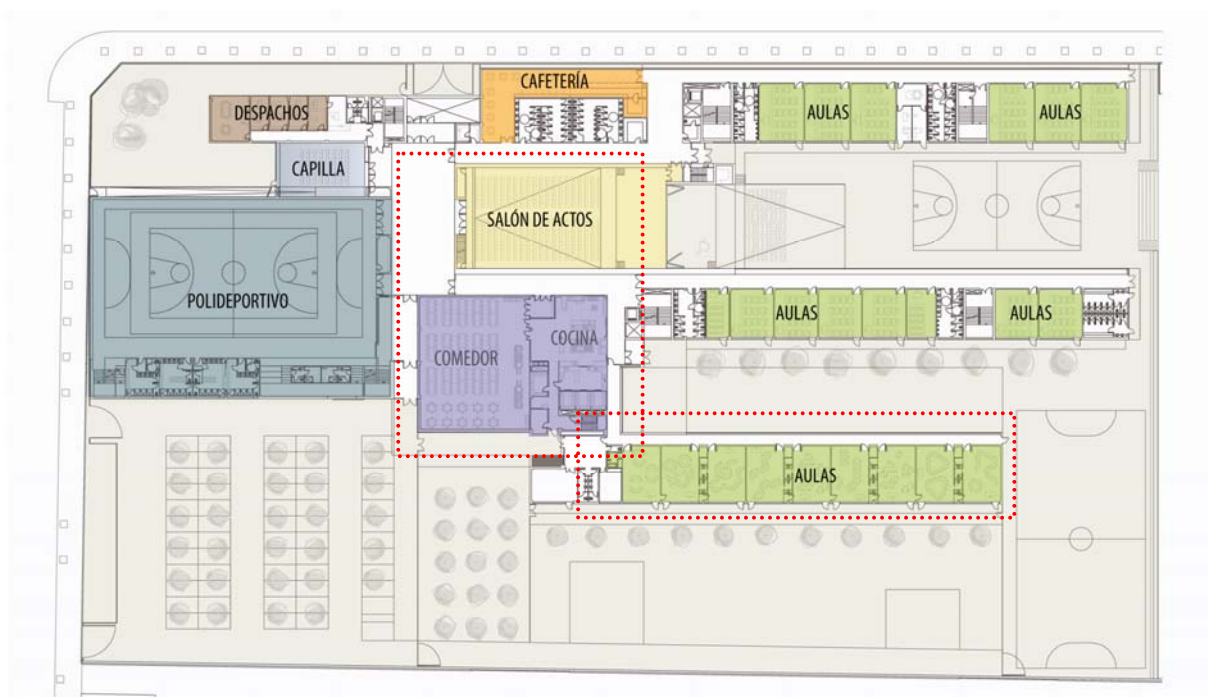 CAFETERÍA
DESPACHOS
AULAS
AULAS
CAPILLA
SALÓN DE ACTOS
POLIDEPORTIVO
AULAS
AULAS
COCINA
COMEDOR
AULAS